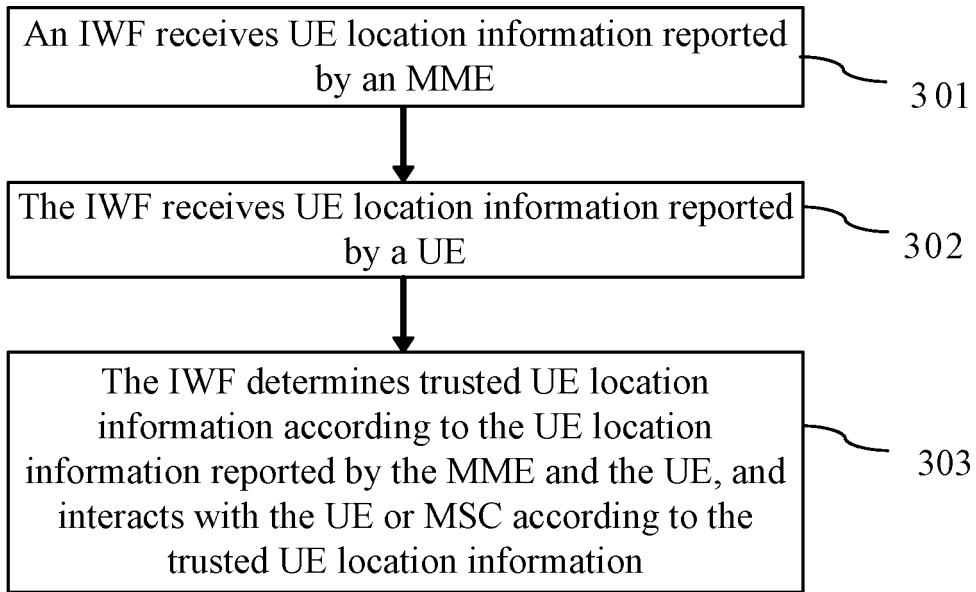 An IWF receives UE location information reported
by an MME
301
The IWF receives UE location information reported
by a UE
302
The IWF determines trusted UE location
information according to the UE location
information reported by the MME and the UE, and
interacts with the UE or MSC according to the
trusted UE location information
303